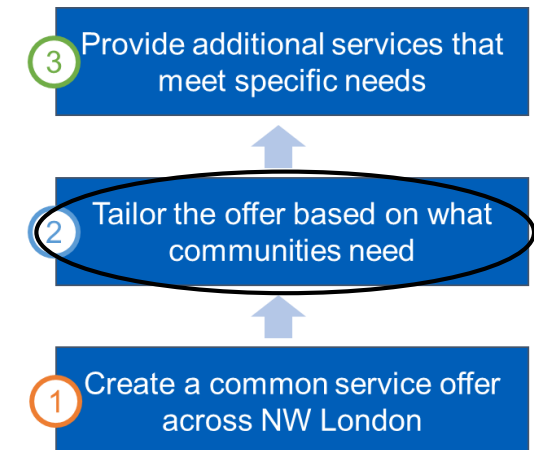 3
Provide additional services that
meet specific needs
2
Tailor the offer based on what
communities need
1
Create a common service offer
across NW London